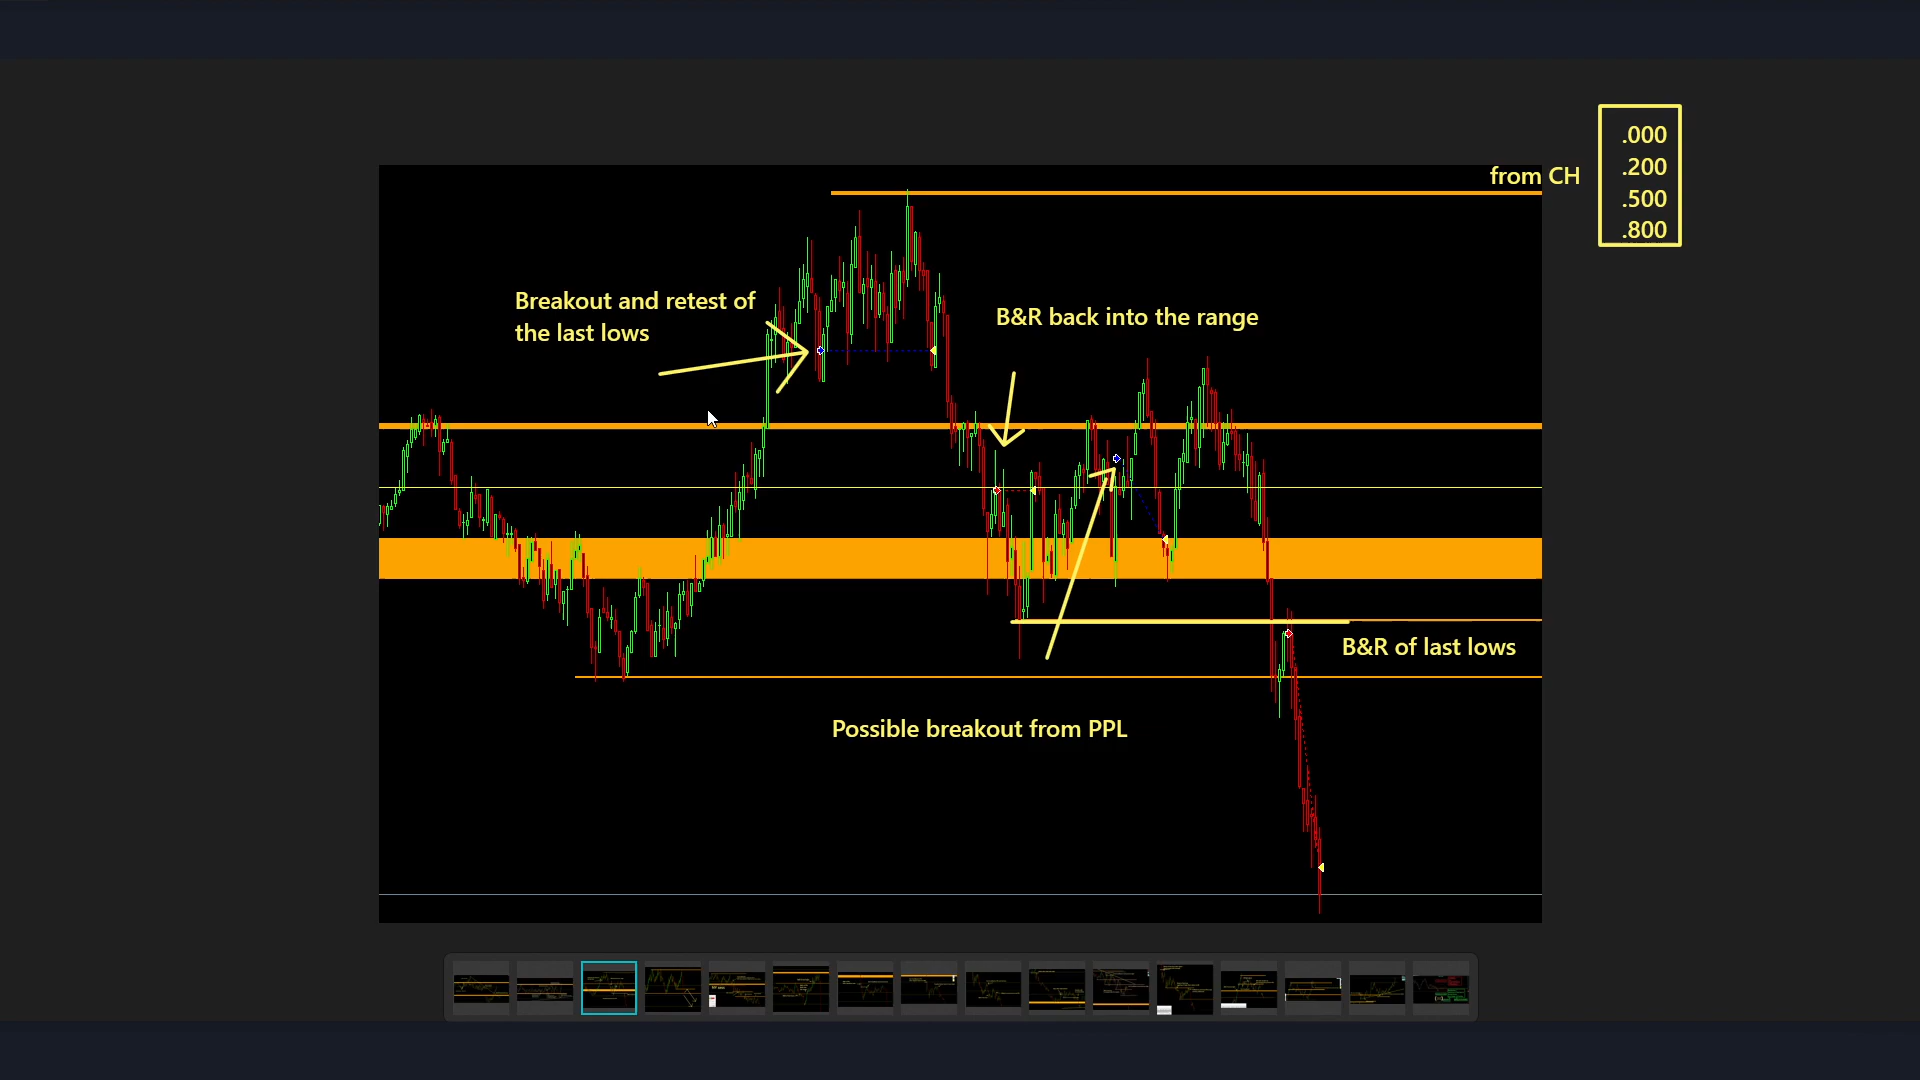 from CH
.000
.200
.500
.800
Breakout and retest of
the last lows
B&R back into the range
B&R of last lows
Possible breakout from PPL